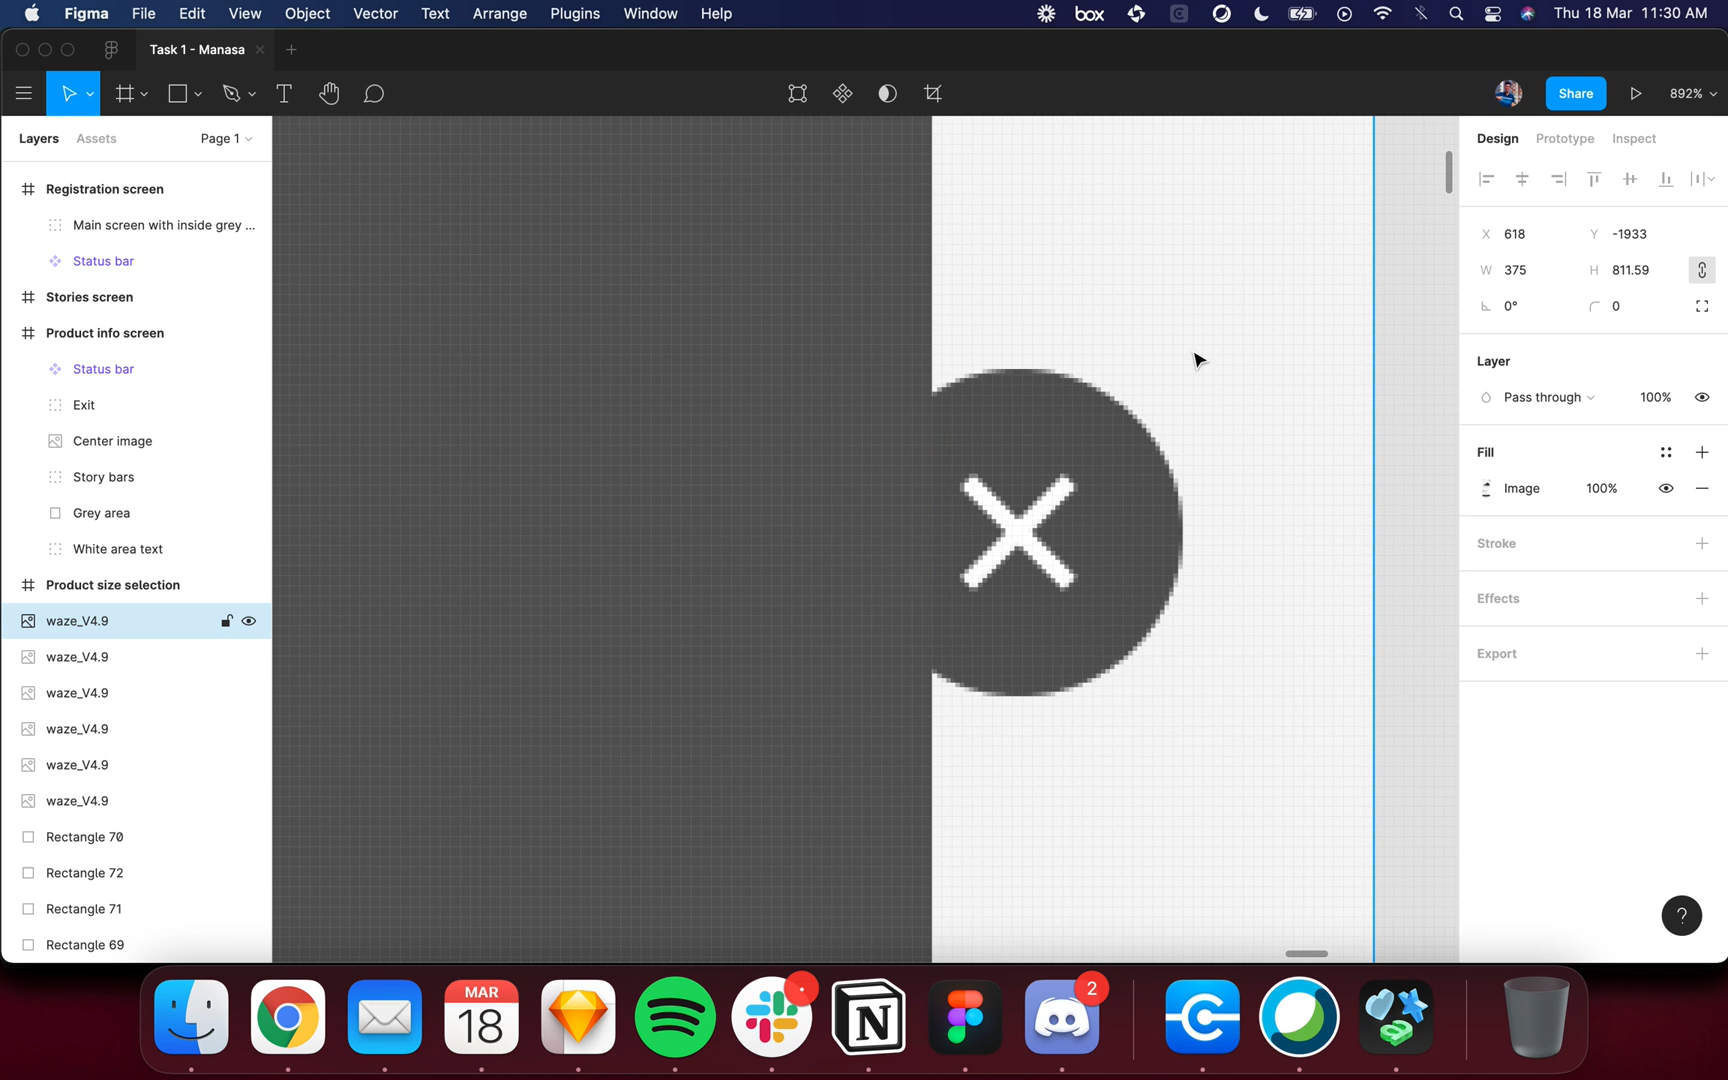 Figma File Edit View Object Vector Text Arrange Plugins Window Help box Thu 18 Mar 11:30 AM
Task 1 - Manasa
Share 892%
Layers Assets Page 1
Registration screen
Main screen with inside grey ...
Status bar
Stories screen
Product info screen
Status bar
Exit
Center image
Story bars
Grey area
White area text
Product size selection
waze_V4.9
waze_V4.9
waze_V4.9
waze_V4.9
waze_V4.9
waze_V4.9
Rectangle 70
Rectangle 72
Rectangle 71
Rectangle 69
Design Prototype Inspect
X 618 Y -1933
W 375 H 811.59
0° 0
Layer
Pass through 100%
Fill
Image 100%
Stroke
Effects
Export
?
MAR
18
2